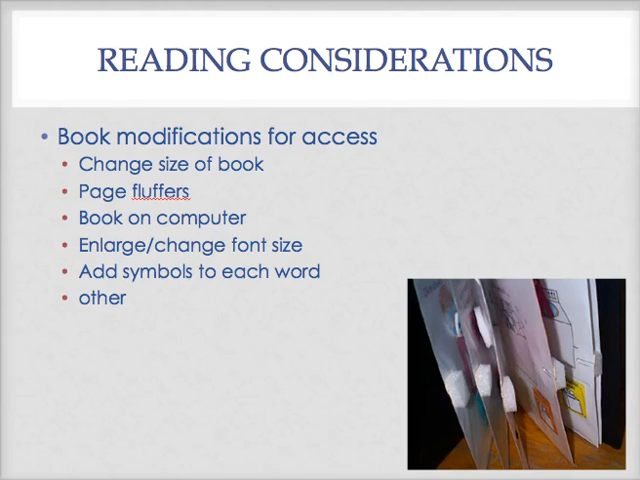 READING CONSIDERATIONS
• Book modifications for access
• Change size of book
• Page fluffers
• Book on computer
• Enlarge/change font size
• Add symbols to each word
• other